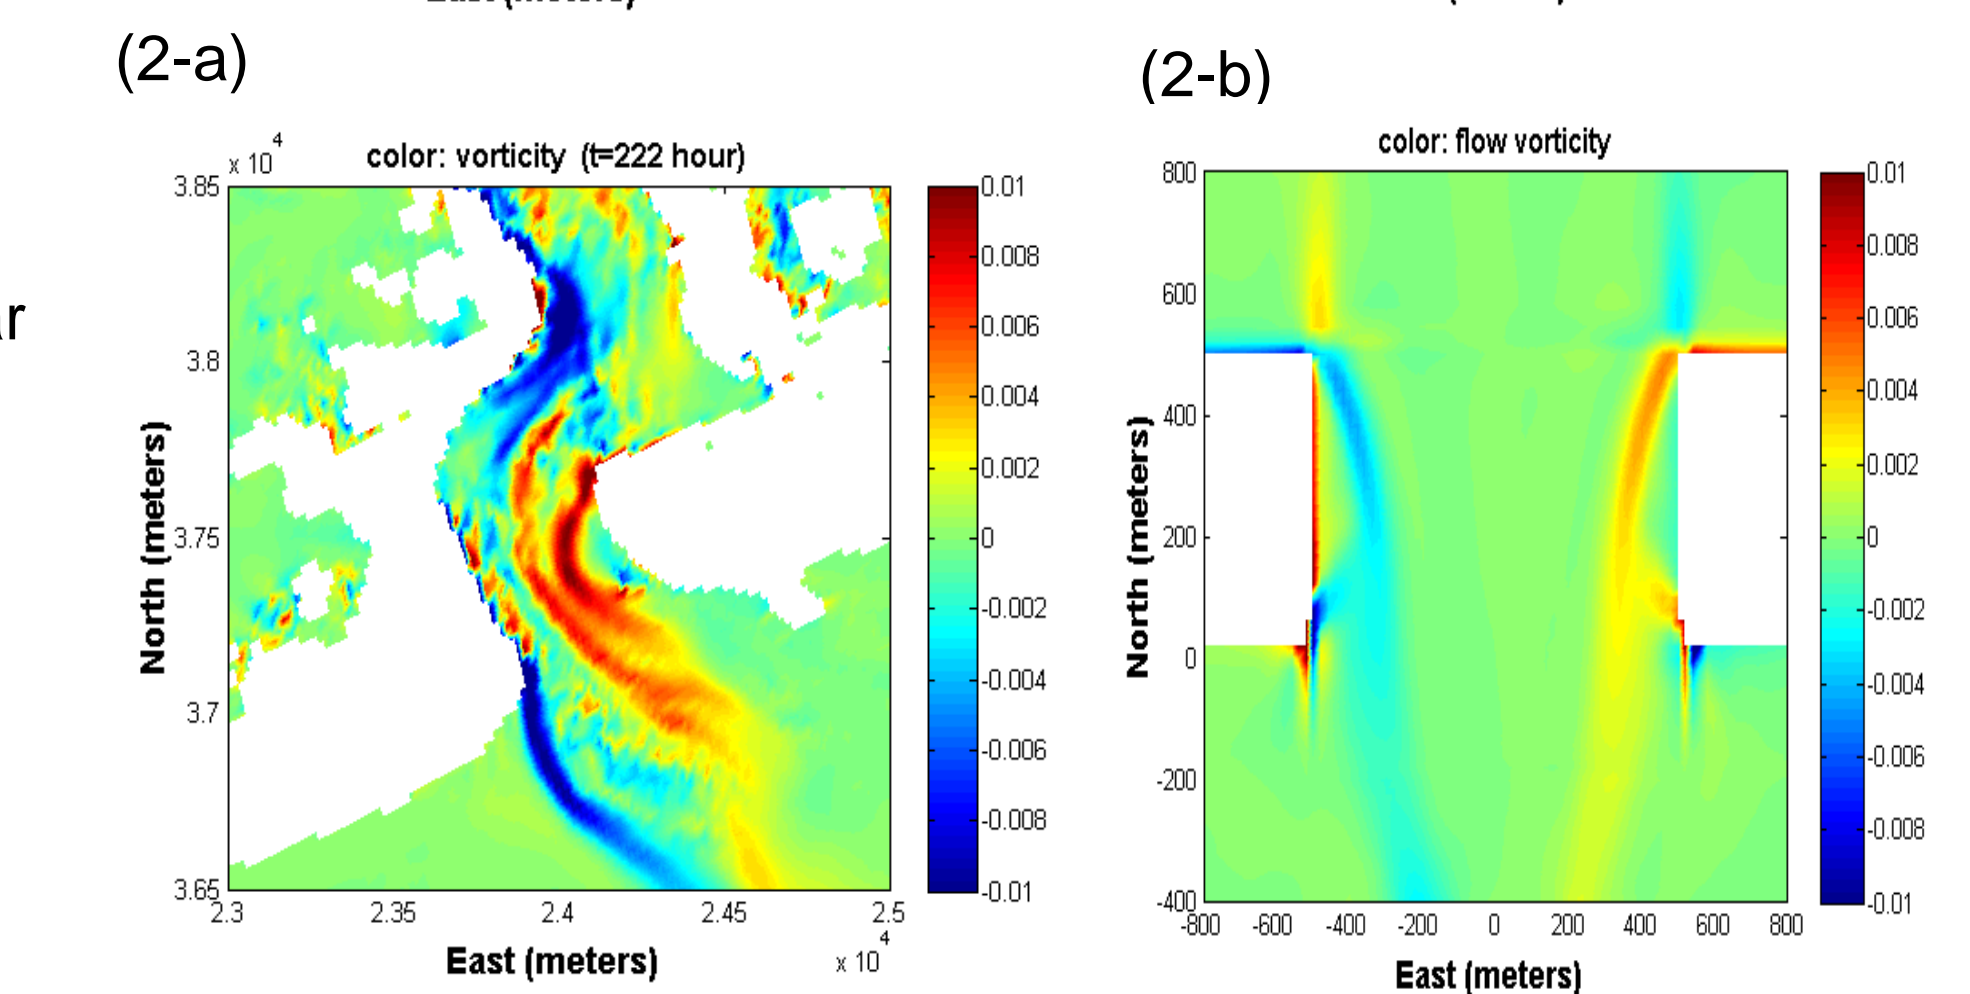 (2-a)
(2-b)
color: vorticity (t=222 hour)
x 10 4
3.85
3.8
3.75
3.7
3.65
North (meters)
2.3 2.35 2.4 2.45 2.5
East (meters)
x 10 4
0.01
0.008
0.006
0.004
0.002
0
-0.002
-0.004
-0.006
-0.008
-0.01
color: flow vorticity
800
600
400
200
0
-200
-400
North (meters)
-800 -600 -400 -200 0 200 400 600 800
East (meters)
0.01
0.008
0.006
0.004
0.002
0
-0.002
-0.004
-0.006
-0.008
-0.01